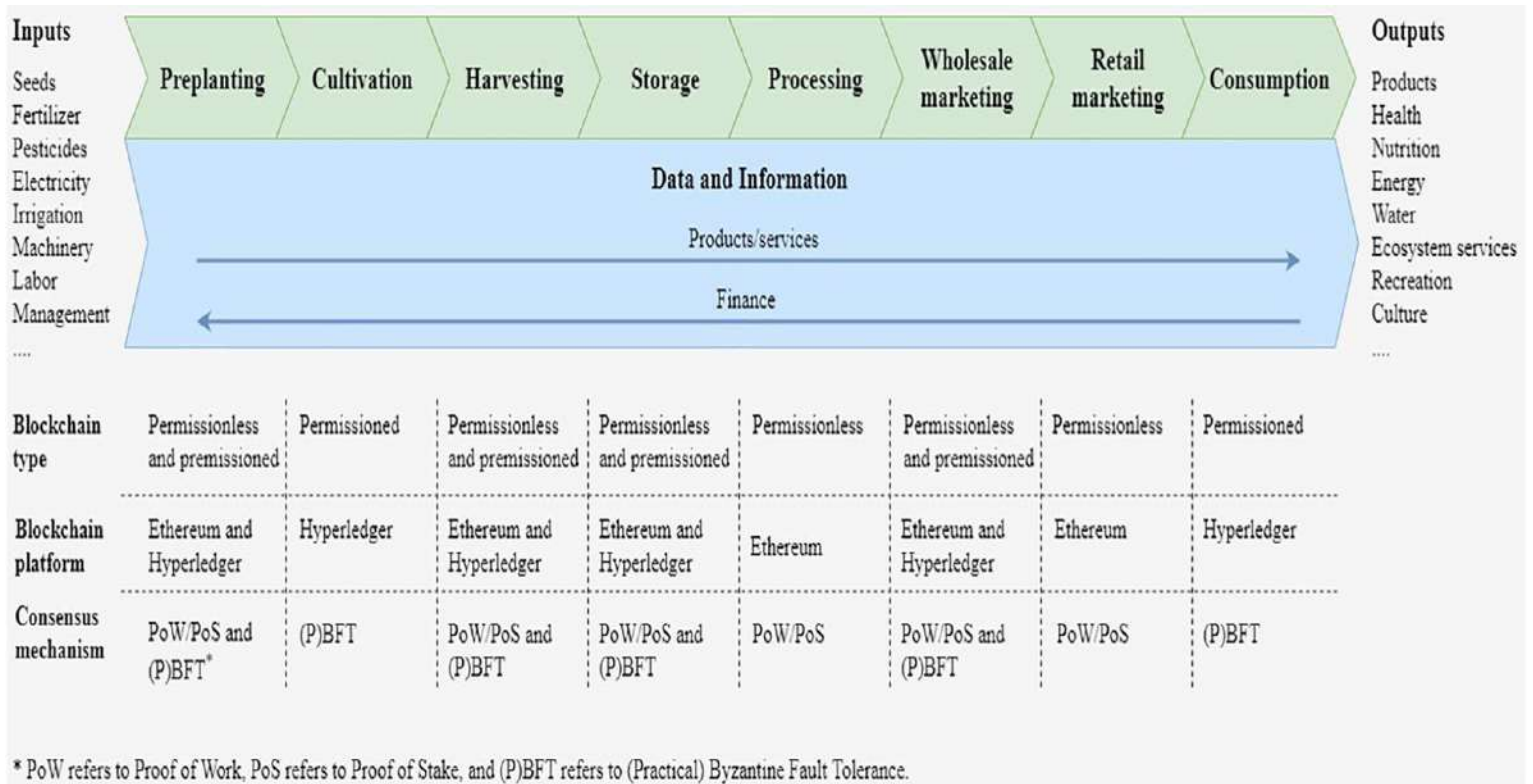 Inputs
Seeds
Fertilizer
Pesticides
Electricity
Irrigation
Machinery
Labor
Management
....
Preplanting
Cultivation
Harvesting
Storage
Processing
Wholesale
marketing
Retail
marketing
Consumption
Data and Information
Products/services
Finance
Outputs
Products
Health
Nutrition
Energy
Water
Ecosystem services
Recreation
Culture
....
Blockchain
type
Permissionless
and premissioned
Permissioned
Permissionless
and premissioned
Permissionless
and premissioned
Permissionless
Permissionless
and premissioned
Permissionless
Permissioned
Blockchain
platform
Ethereum and
Hyperledger
Hyperledger
Ethereum and
Hyperledger
Ethereum and
Hyperledger
Ethereum
Ethereum and
Hyperledger
Ethereum
Hyperledger
Consensus
mechanism
PoW/PoS and
(P)BFT*
(P)BFT
PoW/PoS and
(P)BFT
PoW/PoS and
(P)BFT
PoW/PoS
PoW/PoS and
(P)BFT
PoW/PoS
(P)BFT
* PoW refers to Proof of Work, PoS refers to Proof of Stake, and (P)BFT refers to (Practical) Byzantine Fault Tolerance.